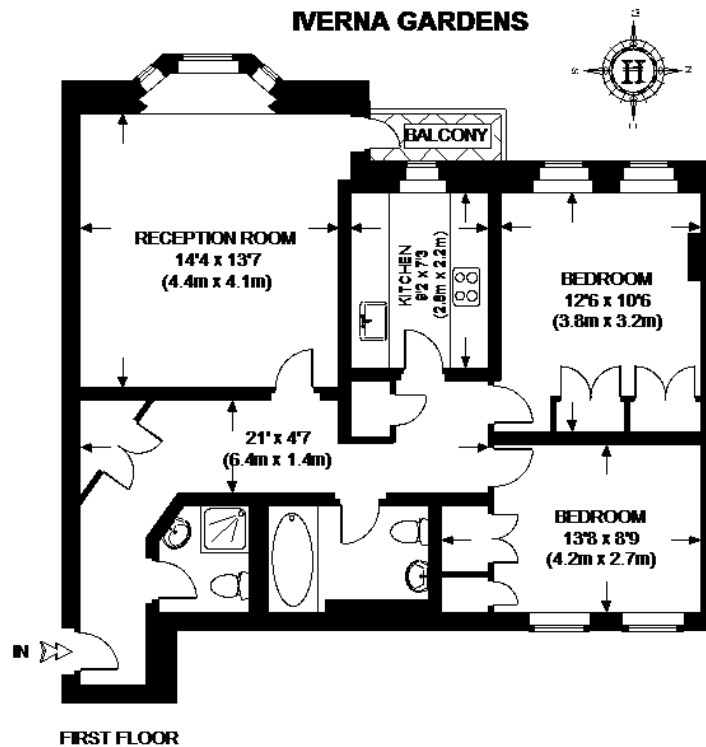 IVERNA GARDENS
H
BALCONY
RECEPTION ROOM
14'4 x 13'7
(4.4m x 4.1m)
KITCHEN
9'2 x 7'3
(2.8m x 2.2m)
BEDROOM
12'6 x 10'6
(3.8m x 3.2m)
21' x 4'7
(6.4m x 1.4m)
BEDROOM
13'8 x 8'9
(4.2m x 2.7m)
IN
FIRST FLOOR